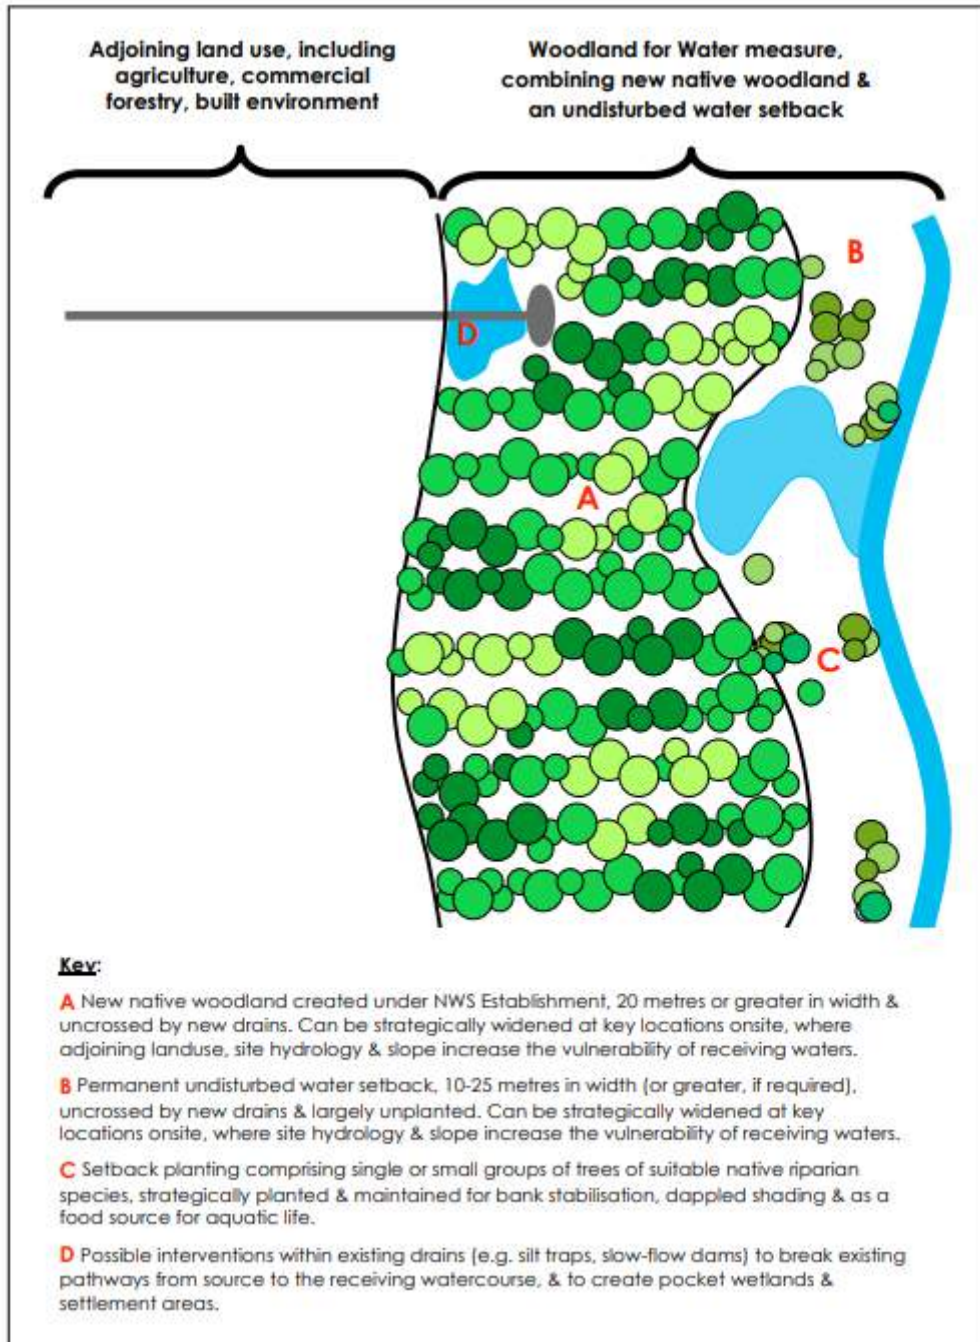 Adjoining land use, including
agriculture, commercial
forestry, built environment
Woodland for Water measure,
combining new native woodland &
an undisturbed water setback
B
D
A
C
Key:
A New native woodland created under NWS Establishment, 20 metres or greater in width &
uncrossed by new drains. Can be strategically widened at key locations onsite, where
adjoining landuse, site hydrology & slope increase the vulnerability of receiving waters.
B Permanent undisturbed water setback, 10-25 metres in width (or greater, if required),
uncrossed by new drains & largely unplanted. Can be strategically widened at key
locations onsite, where site hydrology & slope increase the vulnerability of receiving waters.
C Setback planting comprising single or small groups of trees of suitable native riparian
species, strategically planted & maintained for bank stabilisation, dappled shading & as a
food source for aquatic life.
D Possible interventions within existing drains (e.g. silt traps, slow-flow dams) to break existing
pathways from source to the receiving watercourse, & to create pocket wetlands &
settlement areas.